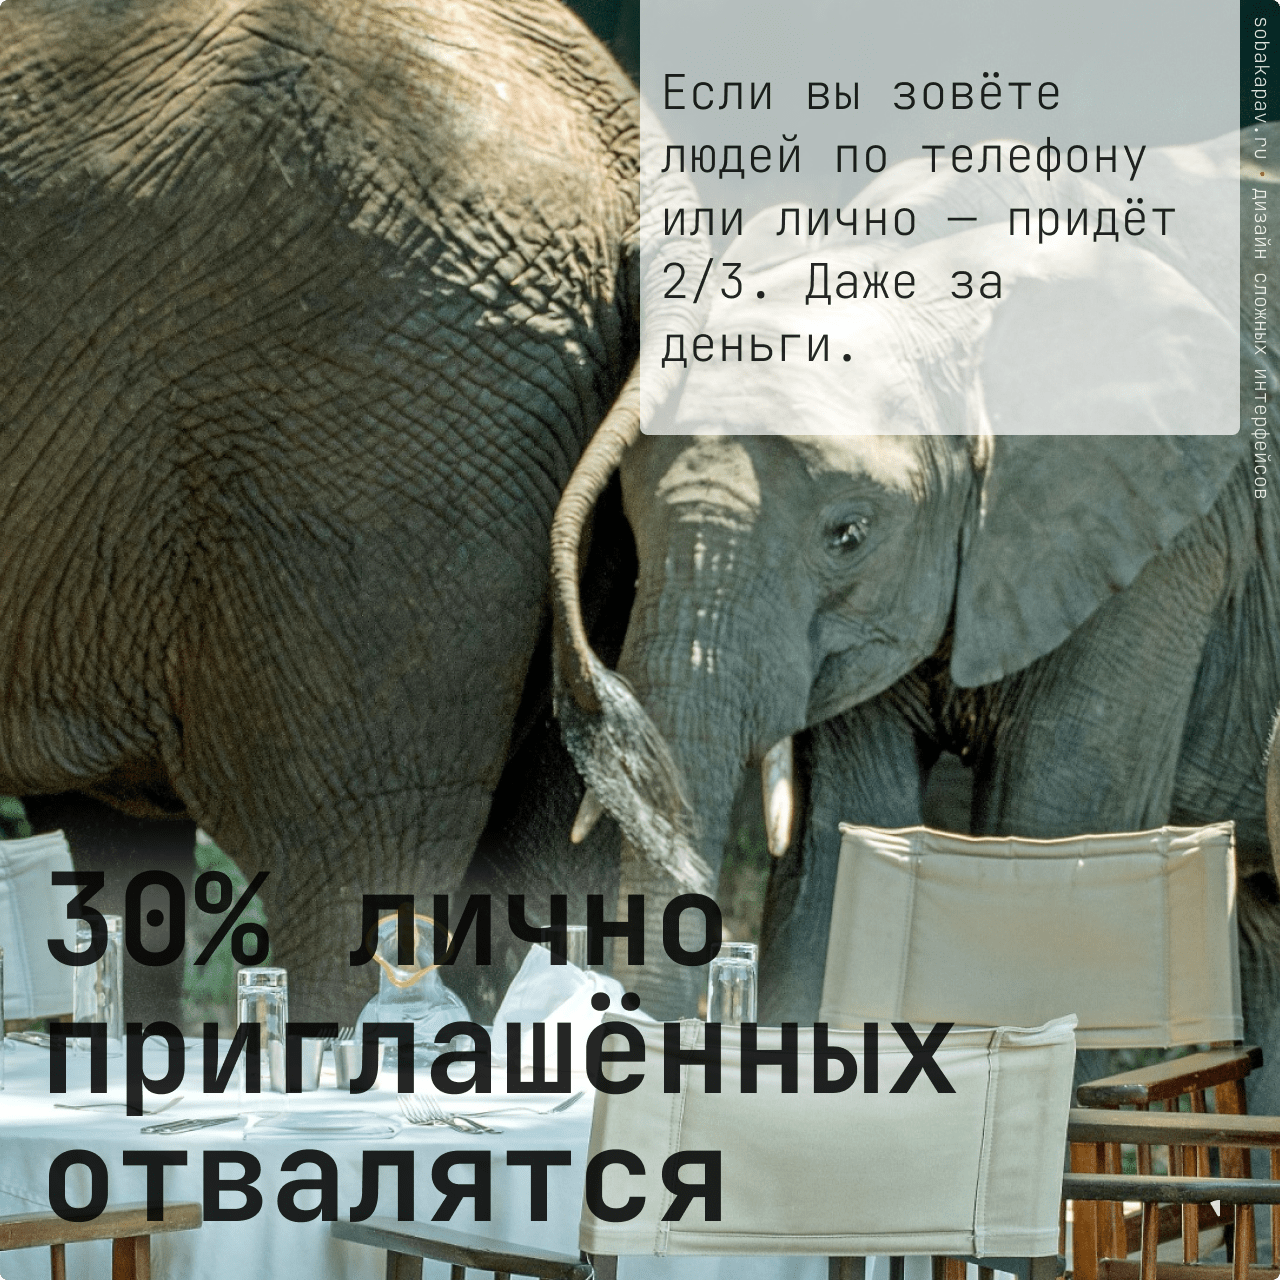 Если вы зовёте
людей по телефону
или лично — придёт
2/3. Даже за
деньги.
sobakapav.ru • дизайн сложных интерфейсов
30% лично
приглашённых
отвалятся